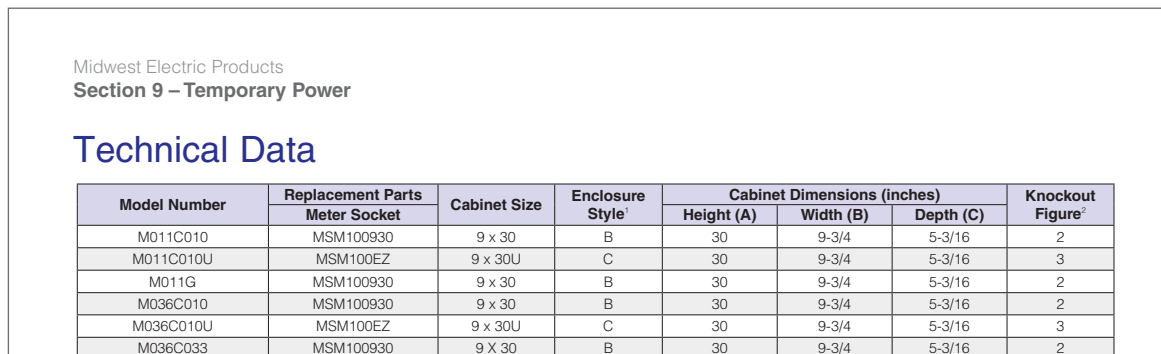 Midwest Electric Products
Section 9 – Temporary Power
Technical Data
Model Number Replacement Parts Cabinet Size Enclosure Style¹ Cabinet Dimensions (inches) Knockout Figure²
Meter Socket Height (A) Width (B) Depth (C)
M011C010 MSM100930 9 x 30 B 30 9-3/4 5-3/16 2
M011C010U MSM100EZ 9 x 30U C 30 9-3/4 5-3/16 3
M011G MSM100930 9 x 30 B 30 9-3/4 5-3/16 2
M036C010 MSM100930 9 x 30 B 30 9-3/4 5-3/16 2
M036C010U MSM100EZ 9 x 30U C 30 9-3/4 5-3/16 3
M036C033 MSM100930 9 X 30 B 30 9-3/4 5-3/16 2